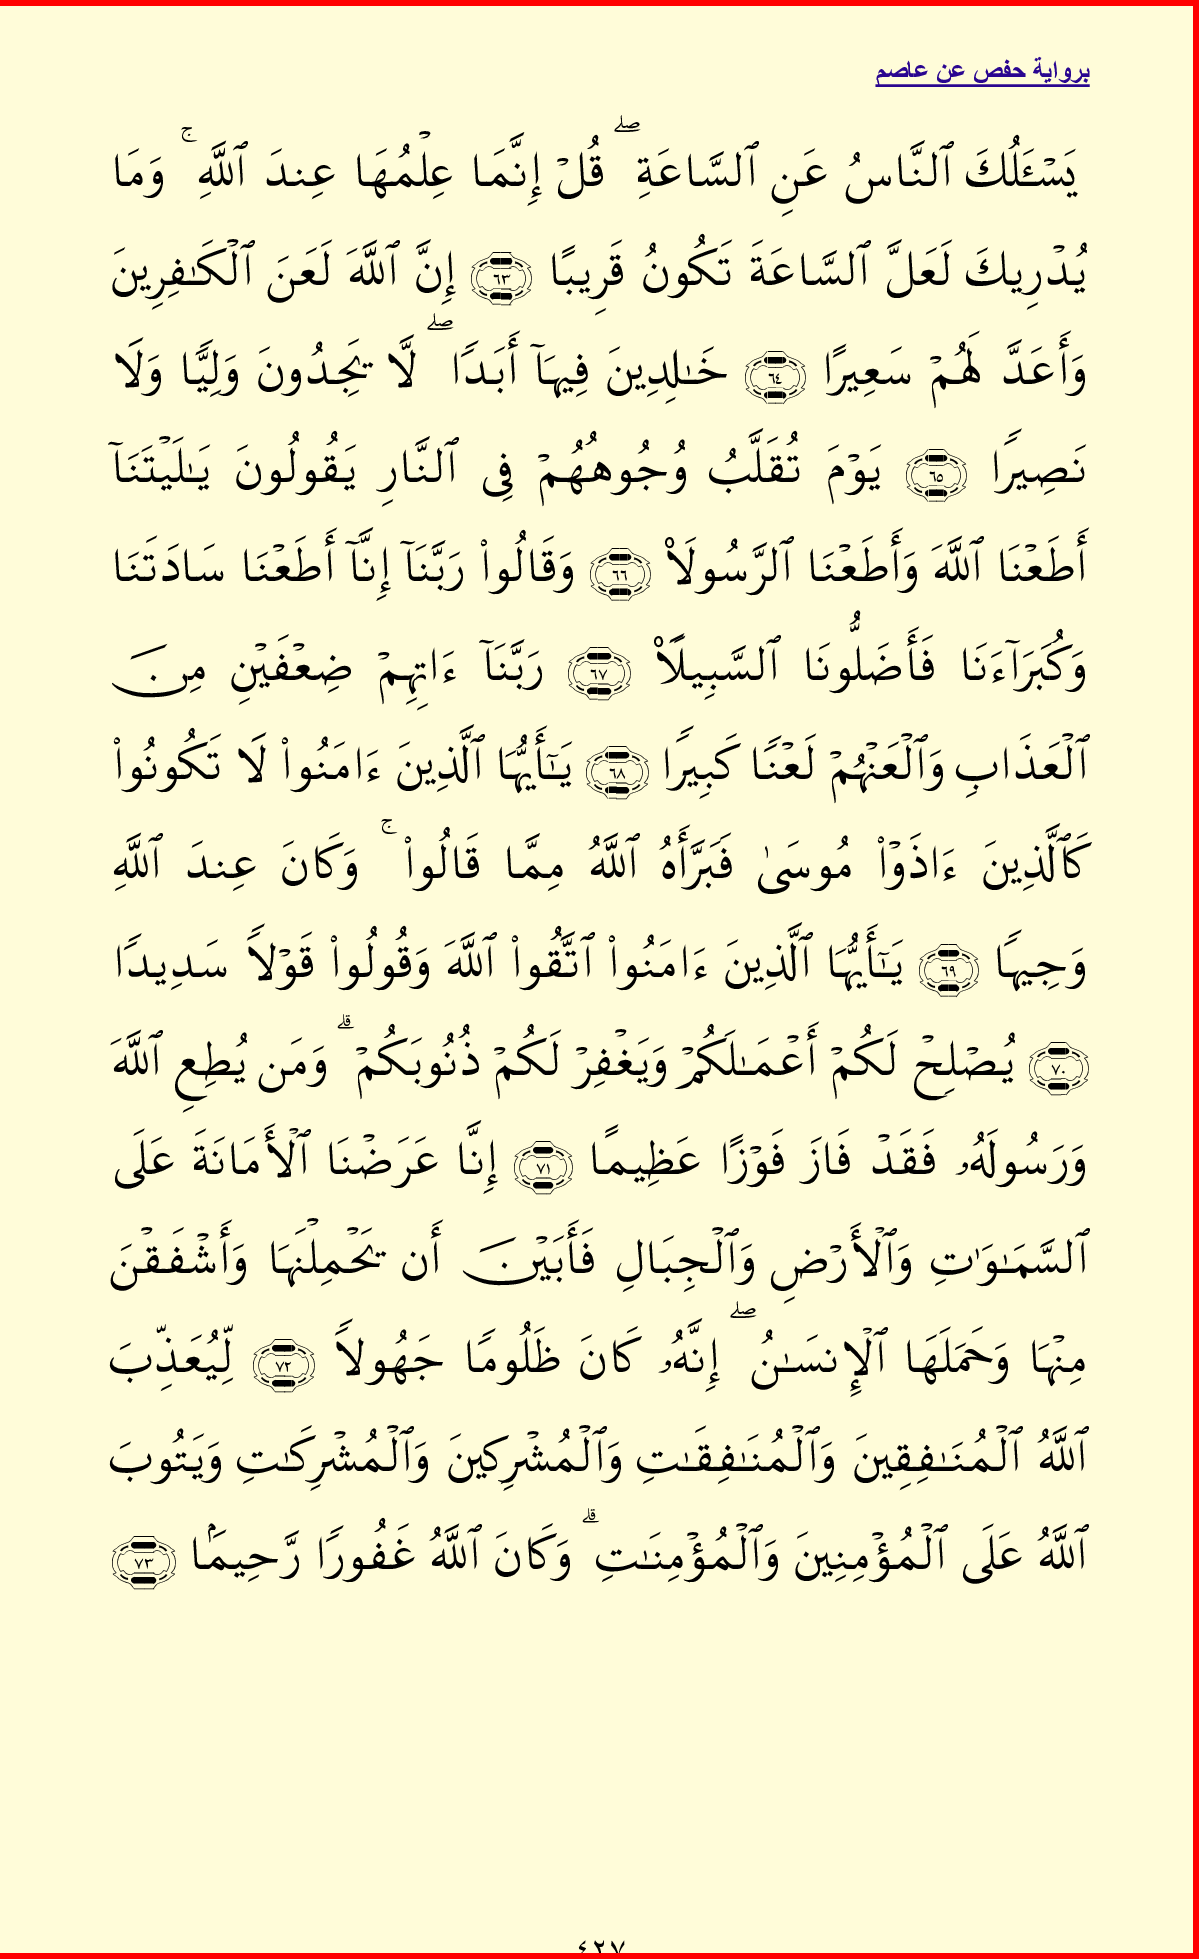 برواية حفص عن عاصم
يَسْـَٔلُكَ ٱلنَّاسُ عَنِ ٱلسَّاعَةِ ۖ قُلْ إِنَّمَا عِلْمُهَا عِندَ ٱللَّهِ ۚ وَمَا
يُدْرِيكَ لَعَلَّ ٱلسَّاعَةَ تَكُونُ قَرِيبًا ٦٣ إِنَّ ٱللَّهَ لَعَنَ ٱلْكَـٰفِرِينَ
وَأَعَدَّ لَهُمْ سَعِيرًا ٦٤ خَـٰلِدِينَ فِيهَآ أَبَدًا ۖ لَّا يَجِدُونَ وَلِيًّا وَلَا
نَصِيرًا ٦٥ يَوْمَ تُقَلَّبُ وُجُوهُهُمْ فِى ٱلنَّارِ يَقُولُونَ يَـٰلَيْتَنَآ
أَطَعْنَا ٱللَّهَ وَأَطَعْنَا ٱلرَّسُولَا۠ ٦٦ وَقَالُوا۟ رَبَّنَآ إِنَّآ أَطَعْنَا سَادَتَنَا
وَكُبَرَآءَنَا فَأَضَلُّونَا ٱلسَّبِيلَا۠ ٦٧ رَبَّنَآ ءَاتِهِمْ ضِعْفَيْنِ مِنَ
ٱلْعَذَابِ وَٱلْعَنْهُمْ لَعْنًا كَبِيرًا ٦٨ يَـٰٓأَيُّهَا ٱلَّذِينَ ءَامَنُوا۟ لَا تَكُونُوا۟
كَٱلَّذِينَ ءَاذَوْا۟ مُوسَىٰ فَبَرَّأَهُ ٱللَّهُ مِمَّا قَالُوا۟ ۚ وَكَانَ عِندَ ٱللَّهِ
وَجِيهًا ٦٩ يَـٰٓأَيُّهَا ٱلَّذِينَ ءَامَنُوا۟ ٱتَّقُوا۟ ٱللَّهَ وَقُولُوا۟ قَوْلًا سَدِيدًا
٧٠ يُصْلِحْ لَكُمْ أَعْمَـٰلَكُمْ وَيَغْفِرْ لَكُمْ ذُنُوبَكُمْ ۗ وَمَن يُطِعِ ٱللَّهَ
وَرَسُولَهُۥ فَقَدْ فَازَ فَوْزًا عَظِيمًا ٧١ إِنَّا عَرَضْنَا ٱلْأَمَانَةَ عَلَى
ٱلسَّمَـٰوَٰتِ وَٱلْأَرْضِ وَٱلْجِبَالِ فَأَبَيْنَ أَن يَحْمِلْنَهَا وَأَشْفَقْنَ
مِنْهَا وَحَمَلَهَا ٱلْإِنسَـٰنُ ۖ إِنَّهُۥ كَانَ ظَلُومًا جَهُولًا ٧٢ لِّيُعَذِّبَ
ٱللَّهُ ٱلْمُنَـٰفِقِينَ وَٱلْمُنَـٰفِقَـٰتِ وَٱلْمُشْرِكِينَ وَٱلْمُشْرِكَـٰتِ وَيَتُوبَ
ٱللَّهُ عَلَى ٱلْمُؤْمِنِينَ وَٱلْمُؤْمِنَـٰتِ ۗ وَكَانَ ٱللَّهُ غَفُورًا رَّحِيمًۢا ٧٣
٤٢٧